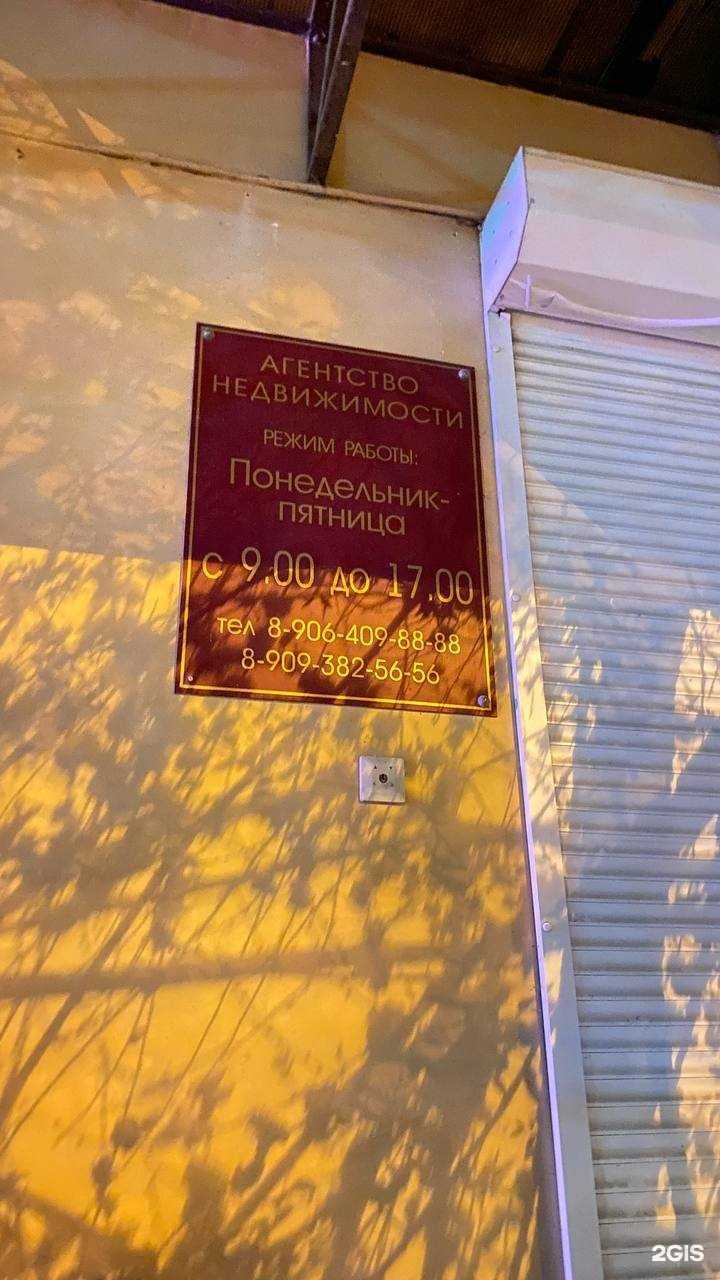 АГЕНТСТВО
НЕДВИЖИМОСТИ
РЕЖИМ РАБОТЫ:
Понедельник-
пятница
с 9.00 до 17.00
тел 8-906-409-88-88
8-909-382-56-56
2GIS